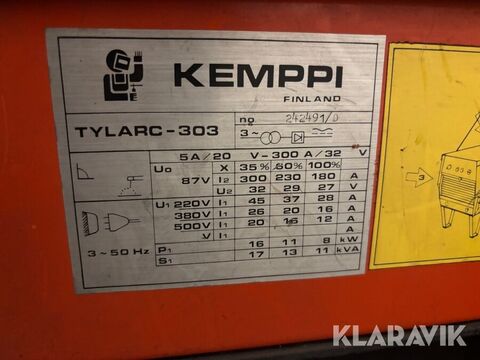 KEMPPI
FINLAND
TYLARC-303
no 242491/0
3~
5A/20 V-300 A/32 V
U0 X 35% 60% 100%
87V I2 300 230 180 A
U2 32 29 27 V
U1 220V I1 45 37 28 A
380V I1 26 20 16 A
500V I1 20 16 12 A
V I1 A
3~50Hz P1 16 11 8 kW
S1 17 13 11 kVA
3
KLARAVIK